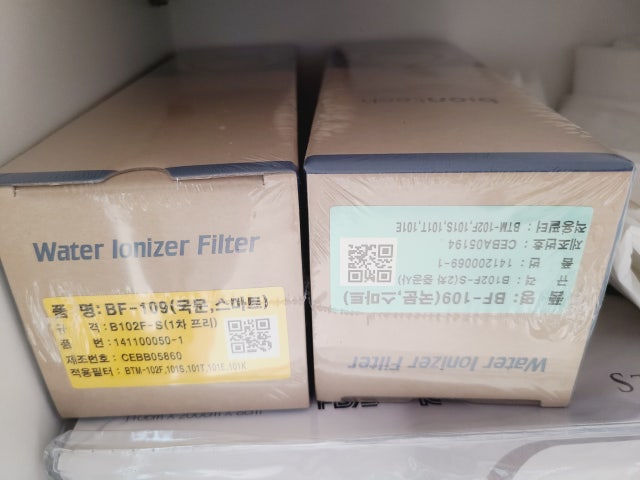 Water Ionizer Filter
품 명: BF-109(국문,스마트)
규 격: B102F-S(1차 프리)
품 번: 141100050-1
제조번호: CEBB05860
적용필터: BTM-102F,101S,101T,101E,101K
biontech
품 명: BF-109(국문,스마트)
규 격: B102F-S(2차 중공사)
품 번: 141200069-1
제조번호: CEBA05194
적용필터: BTM-102F,101S,101T,101E
Water Ionizer Filter